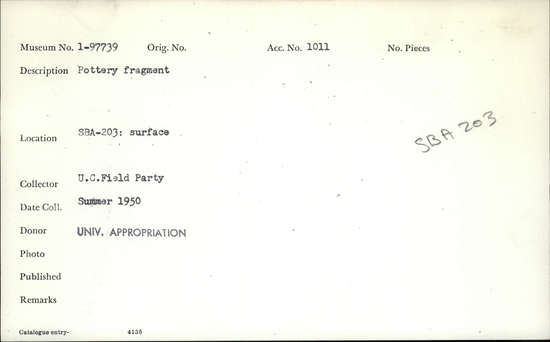 Museum No. 1-97739 Orig. No. Acc. No. 1011 No. Pieces
Description Pottery fragment
Location SBA-203: surface
SBA 203
Collector U.C.Field Party
Date Coll. Summer 1950
Donor UNIV. APPROPRIATION
Photo
Published
Remarks
Catalogue entry- 4135